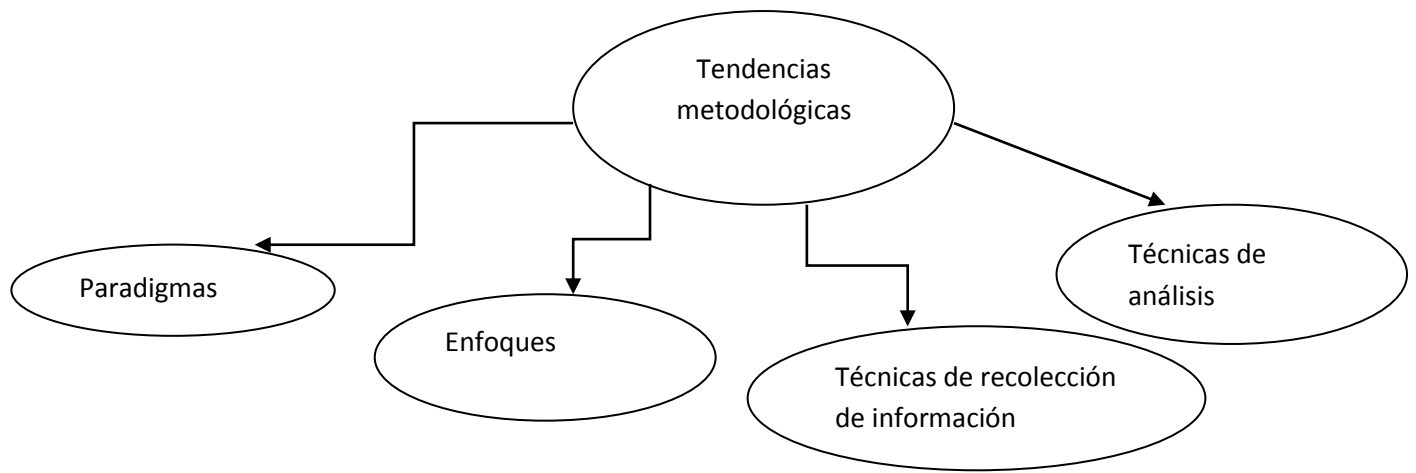 Tendencias
metodológicas
Paradigmas
Enfoques
Técnicas de recolección
de información
Técnicas de
análisis